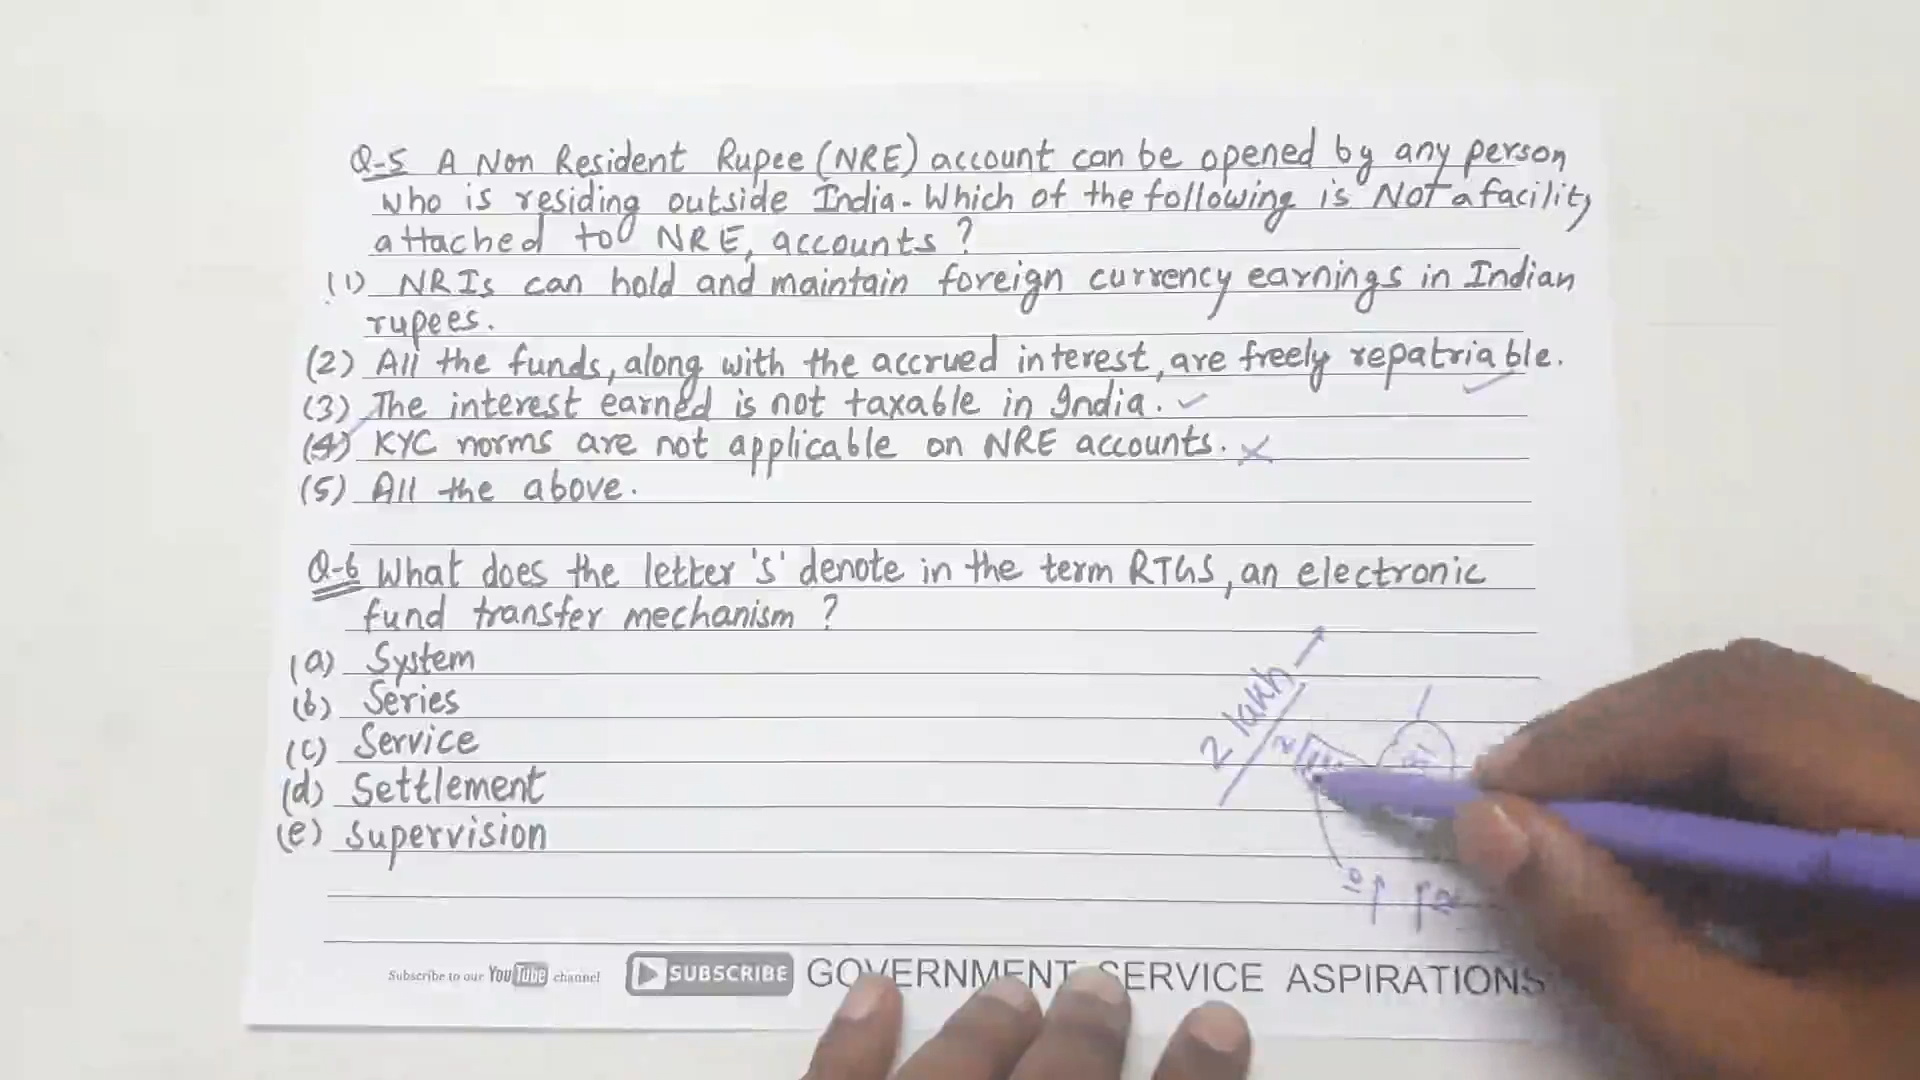 Q-5 A Non Resident Rupee (NRE) account can be opened by any person
who is residing outside India. Which of the following is NOT a facility
attached to NRE, accounts ?
(1) NRIs can hold and maintain foreign currency earnings in Indian
rupees.
(2) All the funds, along with the accrued interest, are freely repatriable.
(3) The interest earned is not taxable in India.
(4) KYC norms are not applicable on NRE accounts.
(5) All the above.
Q-6 What does the letter 's' denote in the term RTGS, an electronic
fund transfer mechanism ?
(a) System
(b) Series
(c) Service
(d) Settlement
(e) Supervision
2 lakh
Subscribe to our YouTube channel SUBSCRIBE GOVERNMENT SERVICE ASPIRATIONS